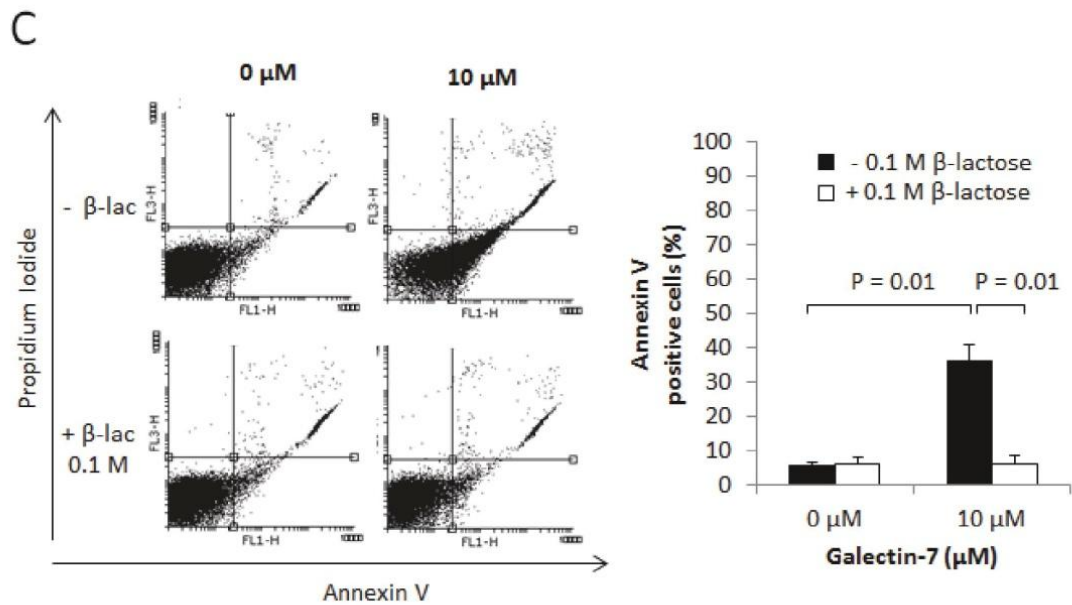 C
0 µM
10 µM
Propidium Iodide
- β-lac
+ β-lac
0.1 M
FL3-H
FL1-H
FL1-H
FL3-H
FL1-H
FL1-H
Annexin V
Annexin V
positive cells (%)
100
90
80
70
60
50
40
30
20
10
0
- 0.1 M β-lactose
+ 0.1 M β-lactose
P = 0.01
P = 0.01
0 µM
10 µM
Galectin-7 (µM)